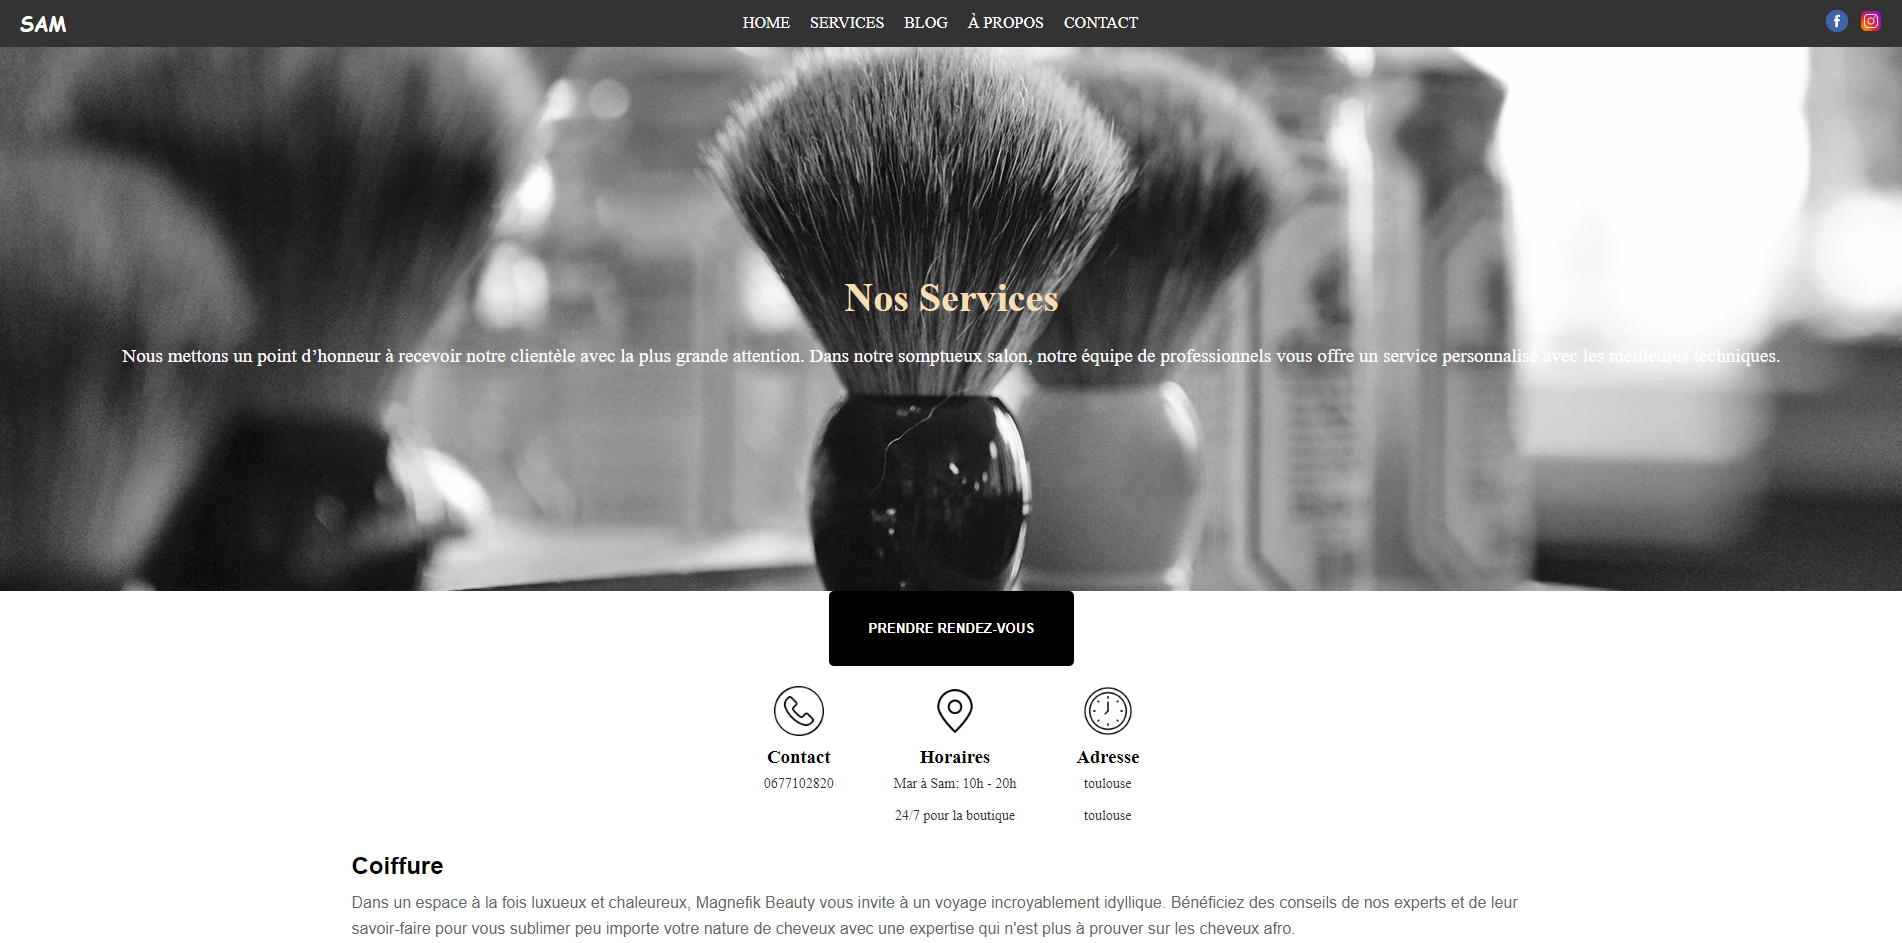 SAM
HOME SERVICES BLOG À PROPOS CONTACT
Nos Services
Nous mettons un point d’honneur à recevoir notre clientèle avec la plus grande attention. Dans notre somptueux salon, notre équipe de professionnels vous offre un service personnalisé avec les meilleures techniques.
PRENDRE RENDEZ-VOUS
Contact Horaires Adresse
0677102820 Mar à Sam: 10h - 20h toulouse
24/7 pour la boutique toulouse
Coiffure
Dans un espace à la fois luxueux et chaleureux, Magnefik Beauty vous invite à un voyage incroyablement idyllique. Bénéficiez des conseils de nos experts et de leur
savoir-faire pour vous sublimer peu importe votre nature de cheveux avec une expertise qui n'est plus à prouver sur les cheveux afro.